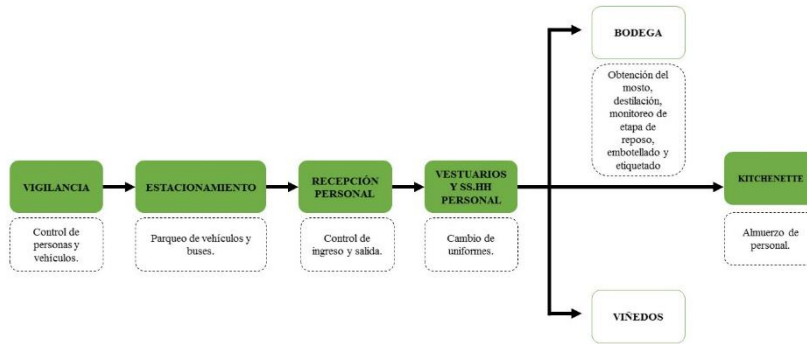 BODEGA
Obtención del
mosto,
destilación,
monitoreo de
etapa de
reposo,
embotellado y
etiquetado
VIGILANCIA
Control de
personas y
vehículos.
ESTACIONAMIENTO
Parqueo de vehículos y
buses.
RECEPCIÓN
PERSONAL
Control de
ingreso y salida.
VESTUARIOS
Y SS.HH
PERSONAL
Cambio de
uniformes.
KITCHENETTE
Almuerzo de
personal.
VIÑEDOS